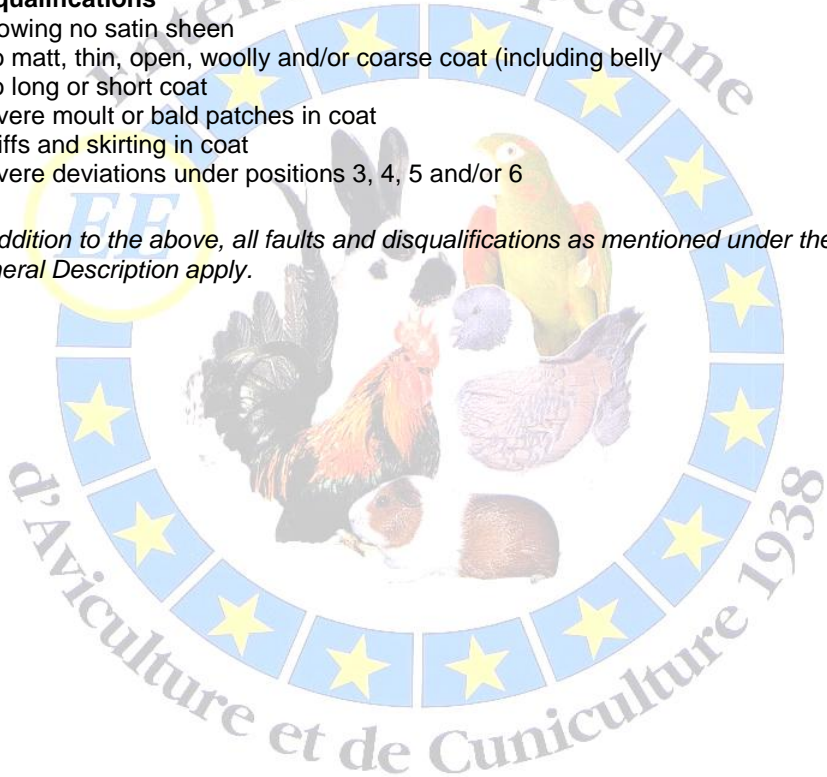 qualifications
owing no satin sheen
o matt, thin, open, woolly and/or coarse coat (including belly
o long or short coat
vere moult or bald patches in coat
iffs and skirting in coat
vere deviations under positions 3, 4, 5 and/or 6
EE
ddition to the above, all faults and disqualifications as mentioned under the
neral Description apply.
d'Aviculture et de Cuniculture 1938